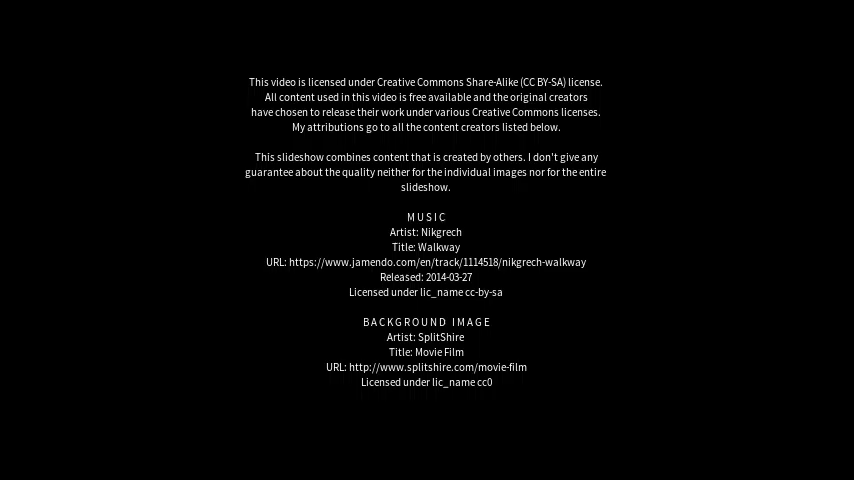 This video is licensed under Creative Commons Share-Alike (CC BY-SA) license.
All content used in this video is free available and the original creators
have chosen to release their work under various Creative Commons licenses.
My attributions go to all the content creators listed below.
This slideshow combines content that is created by others. I don't give any
guarantee about the quality neither for the individual images nor for the entire
slideshow.
MUSIC
Artist: Nikgrech
Title: Walkway
URL: https://www.jamendo.com/en/track/1114518/nikgrech-walkway
Released: 2014-03-27
Licensed under lic_name cc-by-sa
BACKGROUND IMAGE
Artist: SplitShire
Title: Movie Film
URL: http://www.splitshire.com/movie-film
Licensed under lic_name cc0